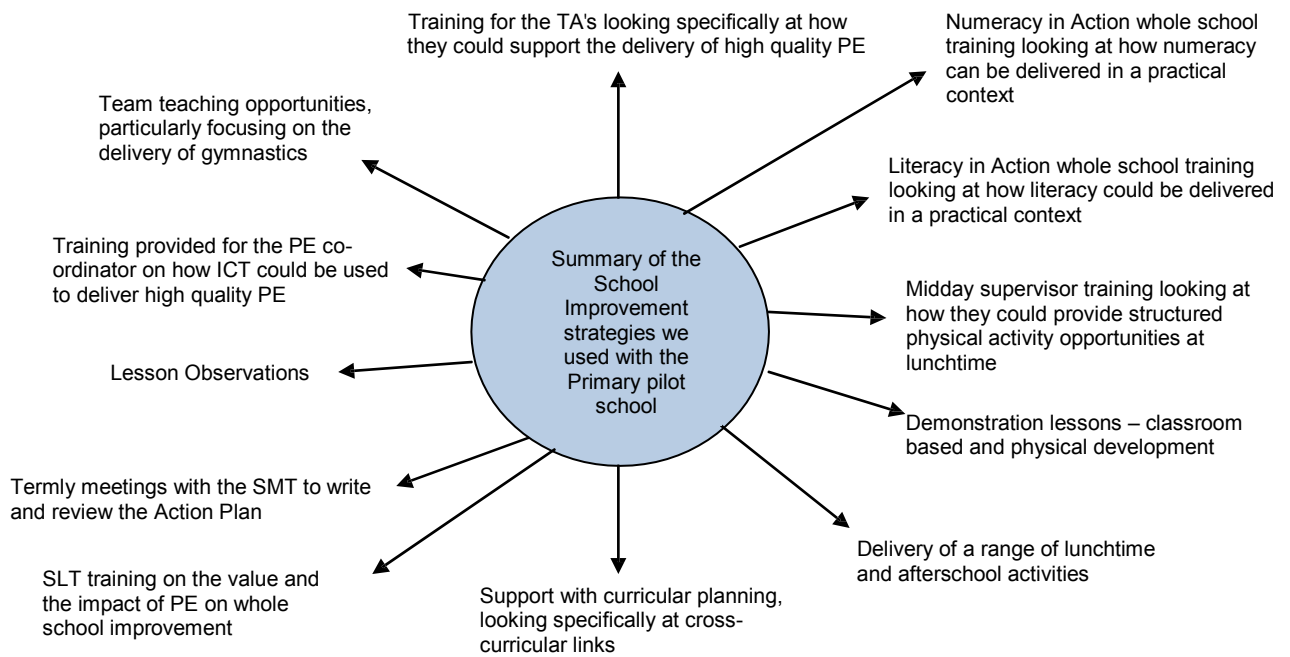 Training for the TA's looking specifically at how
they could support the delivery of high quality PE
Numeracy in Action whole school
training looking at how numeracy
can be delivered in a practical
context
Literacy in Action whole school training
looking at how literacy could be delivered
in a practical context
Midday supervisor training looking at
how they could provide structured
physical activity opportunities at
lunchtime
Demonstration lessons – classroom
based and physical development
Delivery of a range of lunchtime
and afterschool activities
Support with curricular planning,
looking specifically at cross-
curricular links
SLT training on the value and
the impact of PE on whole
school improvement
Termly meetings with the SMT to write
and review the Action Plan
Lesson Observations
Training provided for the PE co-
ordinator on how ICT could be used
to deliver high quality PE
Team teaching opportunities,
particularly focusing on the
delivery of gymnastics
Summary of the
School
Improvement
strategies we
used with the
Primary pilot
school